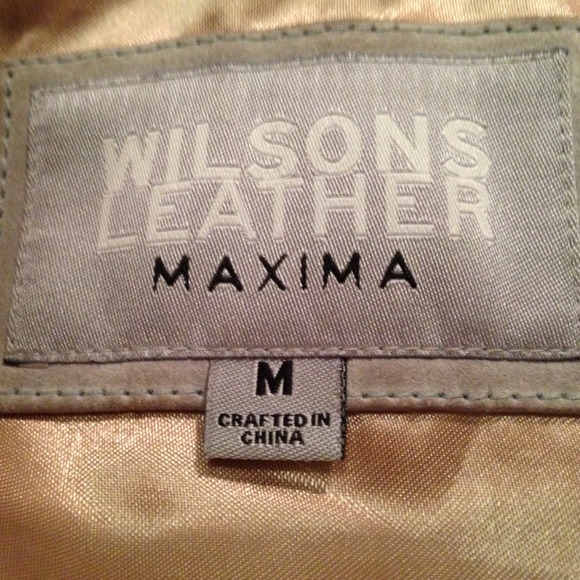 WILSONS
LEATHER
MAXIMA
M
CRAFTED IN
CHINA